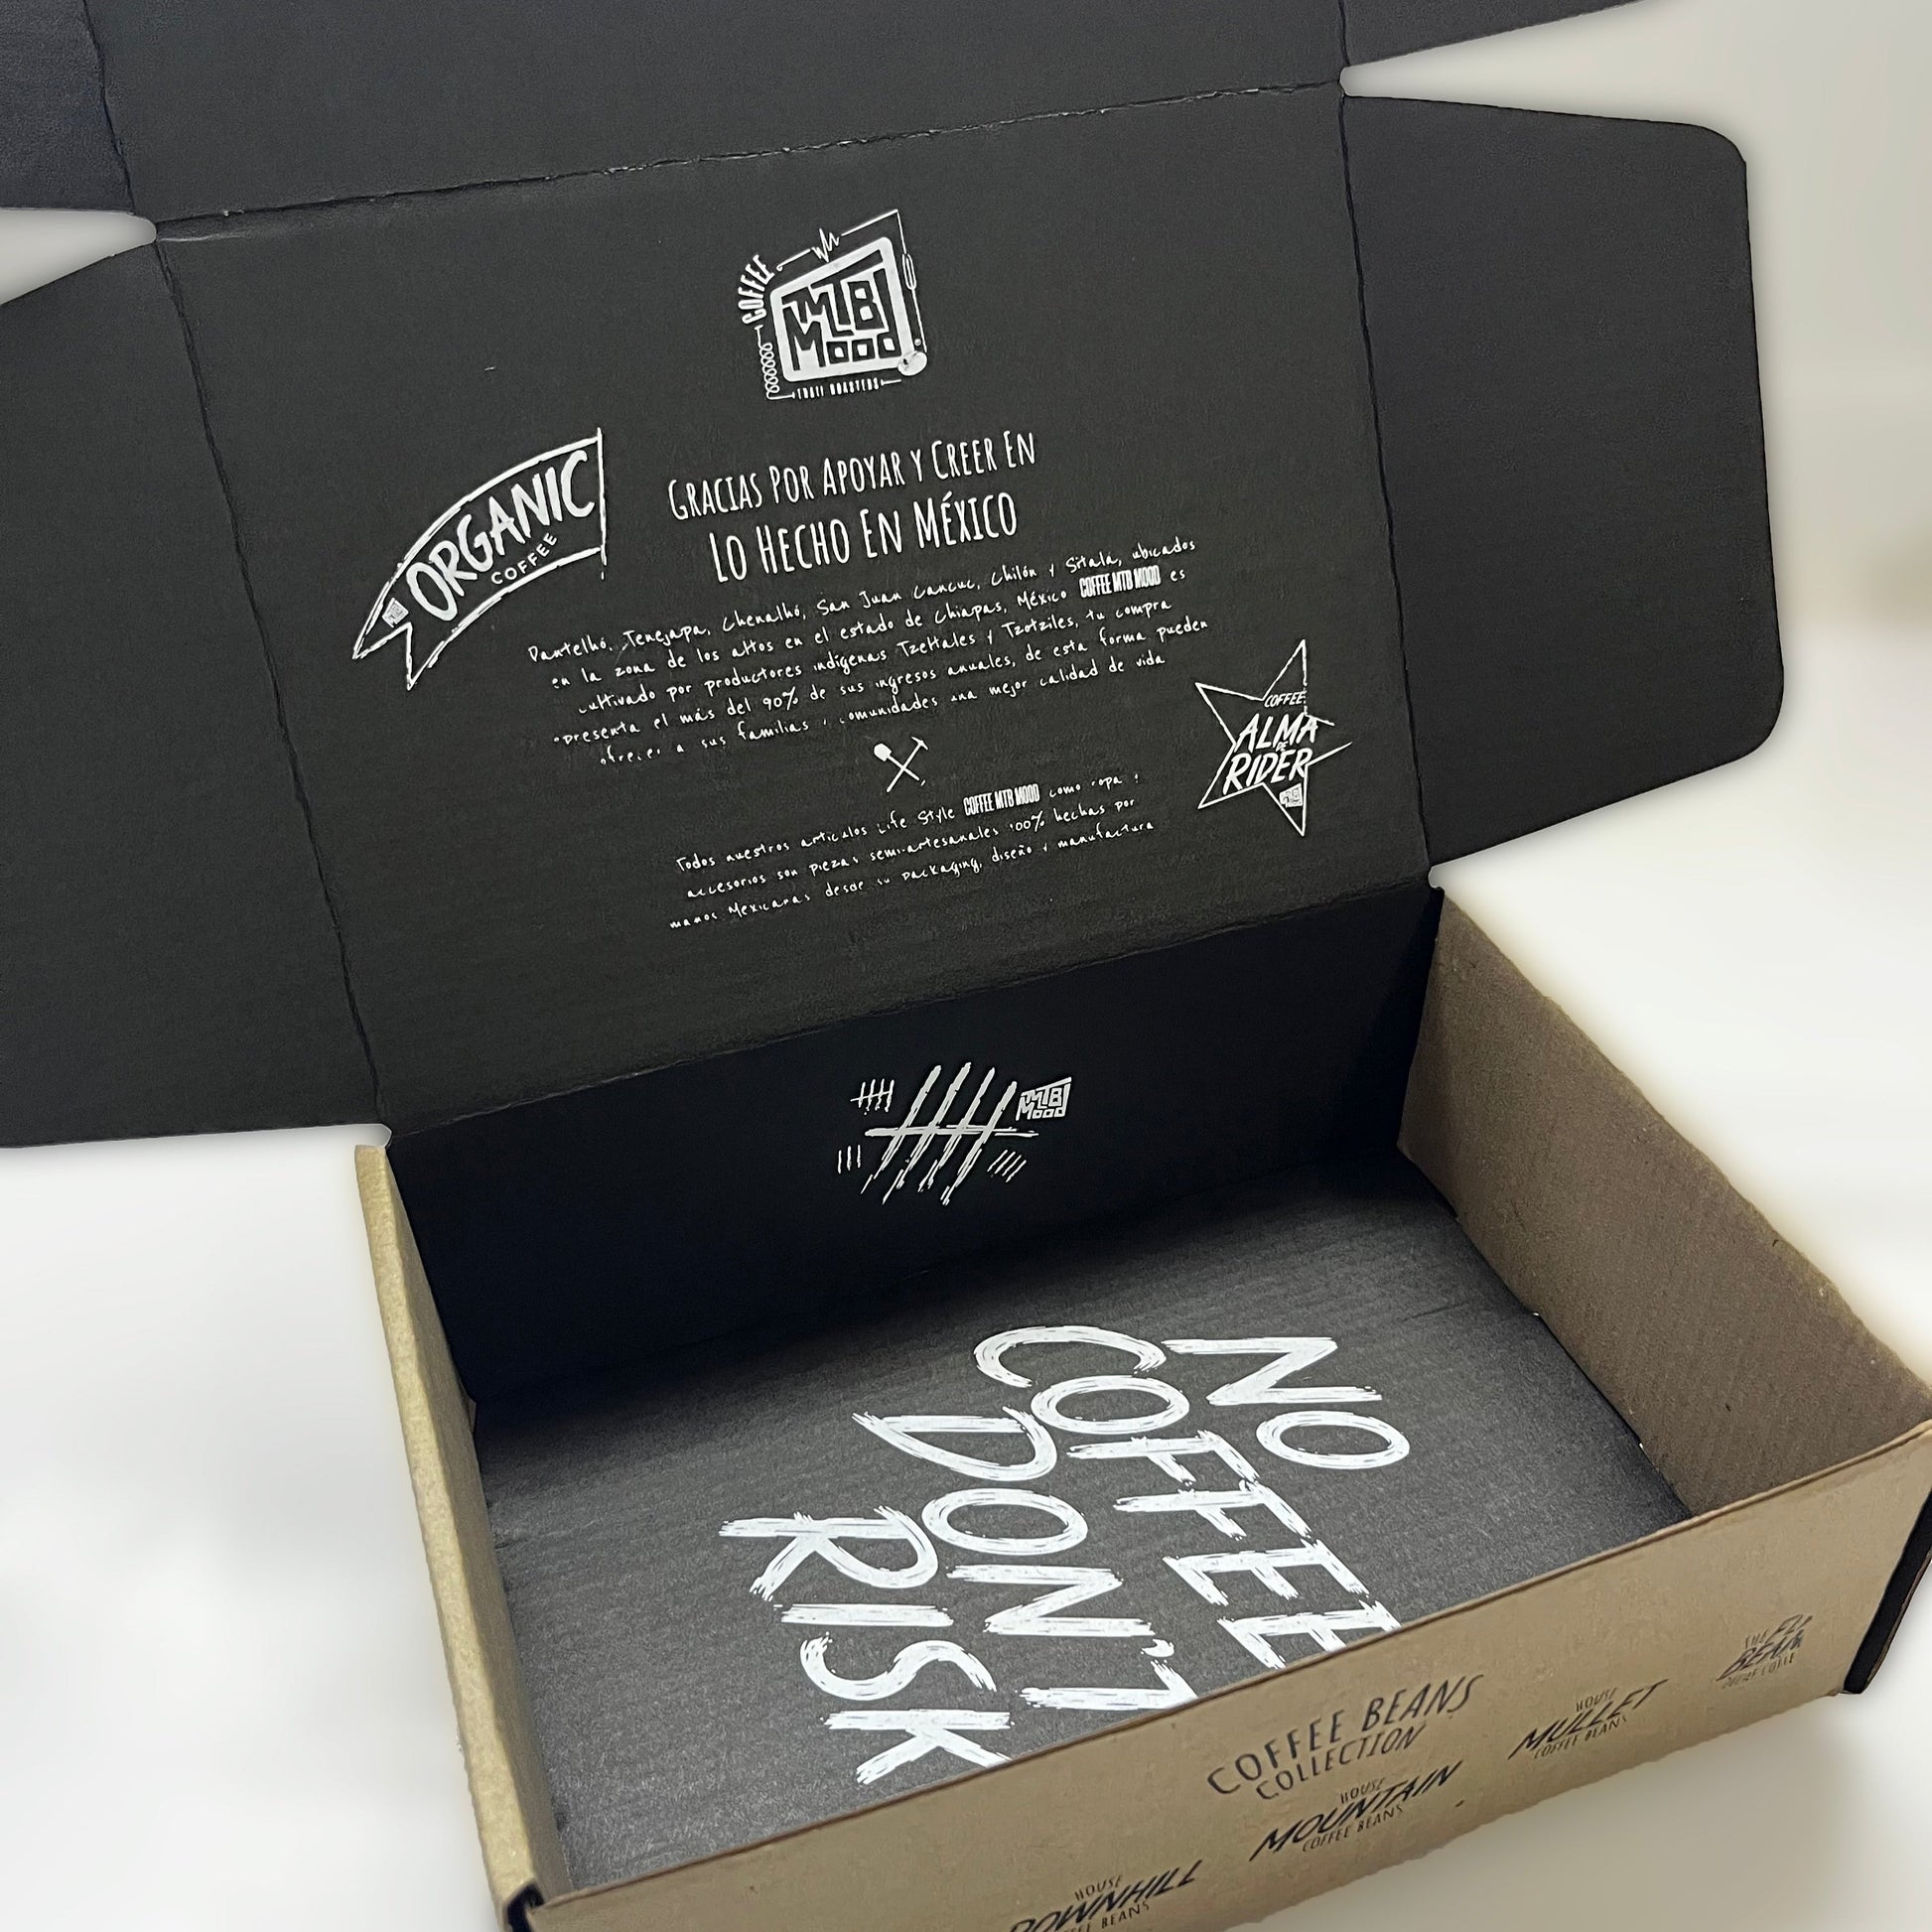 COFFEE
MTB
Mood
TRAIL ROASTERS
ORGANIC
COFFEE
GRACIAS POR APOYAR Y CREER EN
LO HECHO EN MÉXICO
Pantelhó, Tenejapa, Chenalhó, San Juan Cancuc, Chilón y Sitalá, ubicados
en la zona de los altos en el estado de Chiapas, México COFFEE MTB MOOD es
cultivado por productores indígenas Tzeltales y Tzotziles, tu compra
representa el más del 90% de sus ingresos anuales, de esta forma pueden
ofrecer a sus familias y comunidades una mejor calidad de vida
COFFEE
ALMA
DE
RIDER
Todos nuestros articulos Life Style COFFEE MTB MOOD como ropa y
accesorios son piezas semi-artesanales 100% hechas por
manos Mexicanas desde su packaging, diseño y manufactura
MTB
Mood
NO
COFFEE
DON'T
RISK
COFFEE BEANS
COLLECTION
HOUSE
MULLET
COFFEE BEANS
HOUSE
MOUNTAIN
COFFEE BEANS
HOUSE
DOWNHILL
COFFEE BEANS